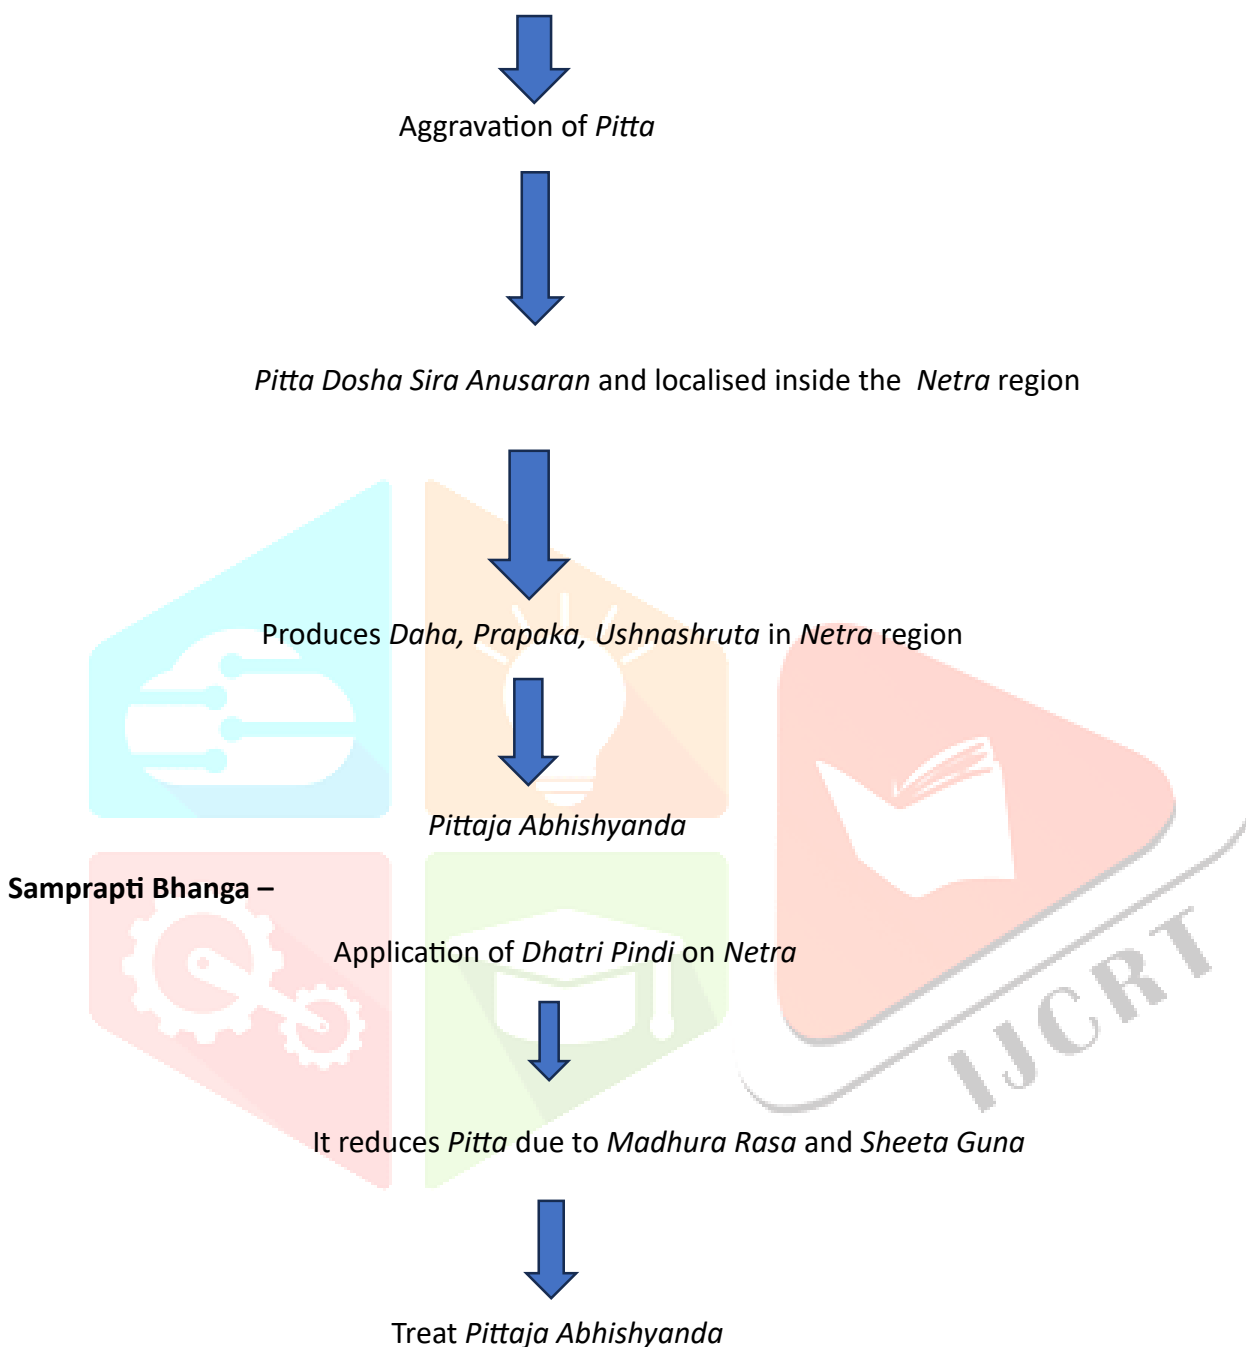 Aggravation of Pitta
Pitta Dosha Sira Anusaran and localised inside the Netra region
Produces Daha, Prapaka, Ushnashruta in Netra region
Pittaja Abhishyanda
Samprapti Bhanga –
Application of Dhatri Pindi on Netra
IJCRT
It reduces Pitta due to Madhura Rasa and Sheeta Guna
Treat Pittaja Abhishyanda